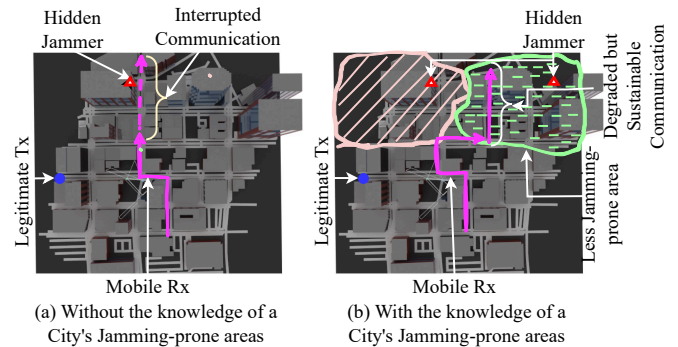 Hidden
Jammer
Interrupted
Communication
Legitimate Tx
Mobile Rx
(a) Without the knowledge of a
City's Jamming-prone areas
Hidden
Jammer
Degraded but
Sustainable
Communication
Legitimate Tx
Less Jamming-
prone area
Mobile Rx
(b) With the knowledge of a
City's Jamming-prone areas